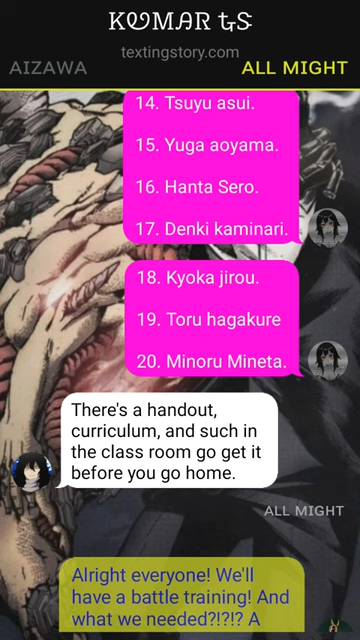 KUMAR GS
textingstory.com
AIZAWA
ALL MIGHT
14. Tsuyu asui.
15. Yuga aoyama.
16. Hanta Sero.
17. Denki kaminari.
18. Kyoka jirou.
19. Toru hagakure
20. Minoru Mineta.
There's a handout,
curriculum, and such in
the class room go get it
before you go home.
ALL MIGHT
Alright everyone! We'll
have a battle training! And
what we needed?!?!? A